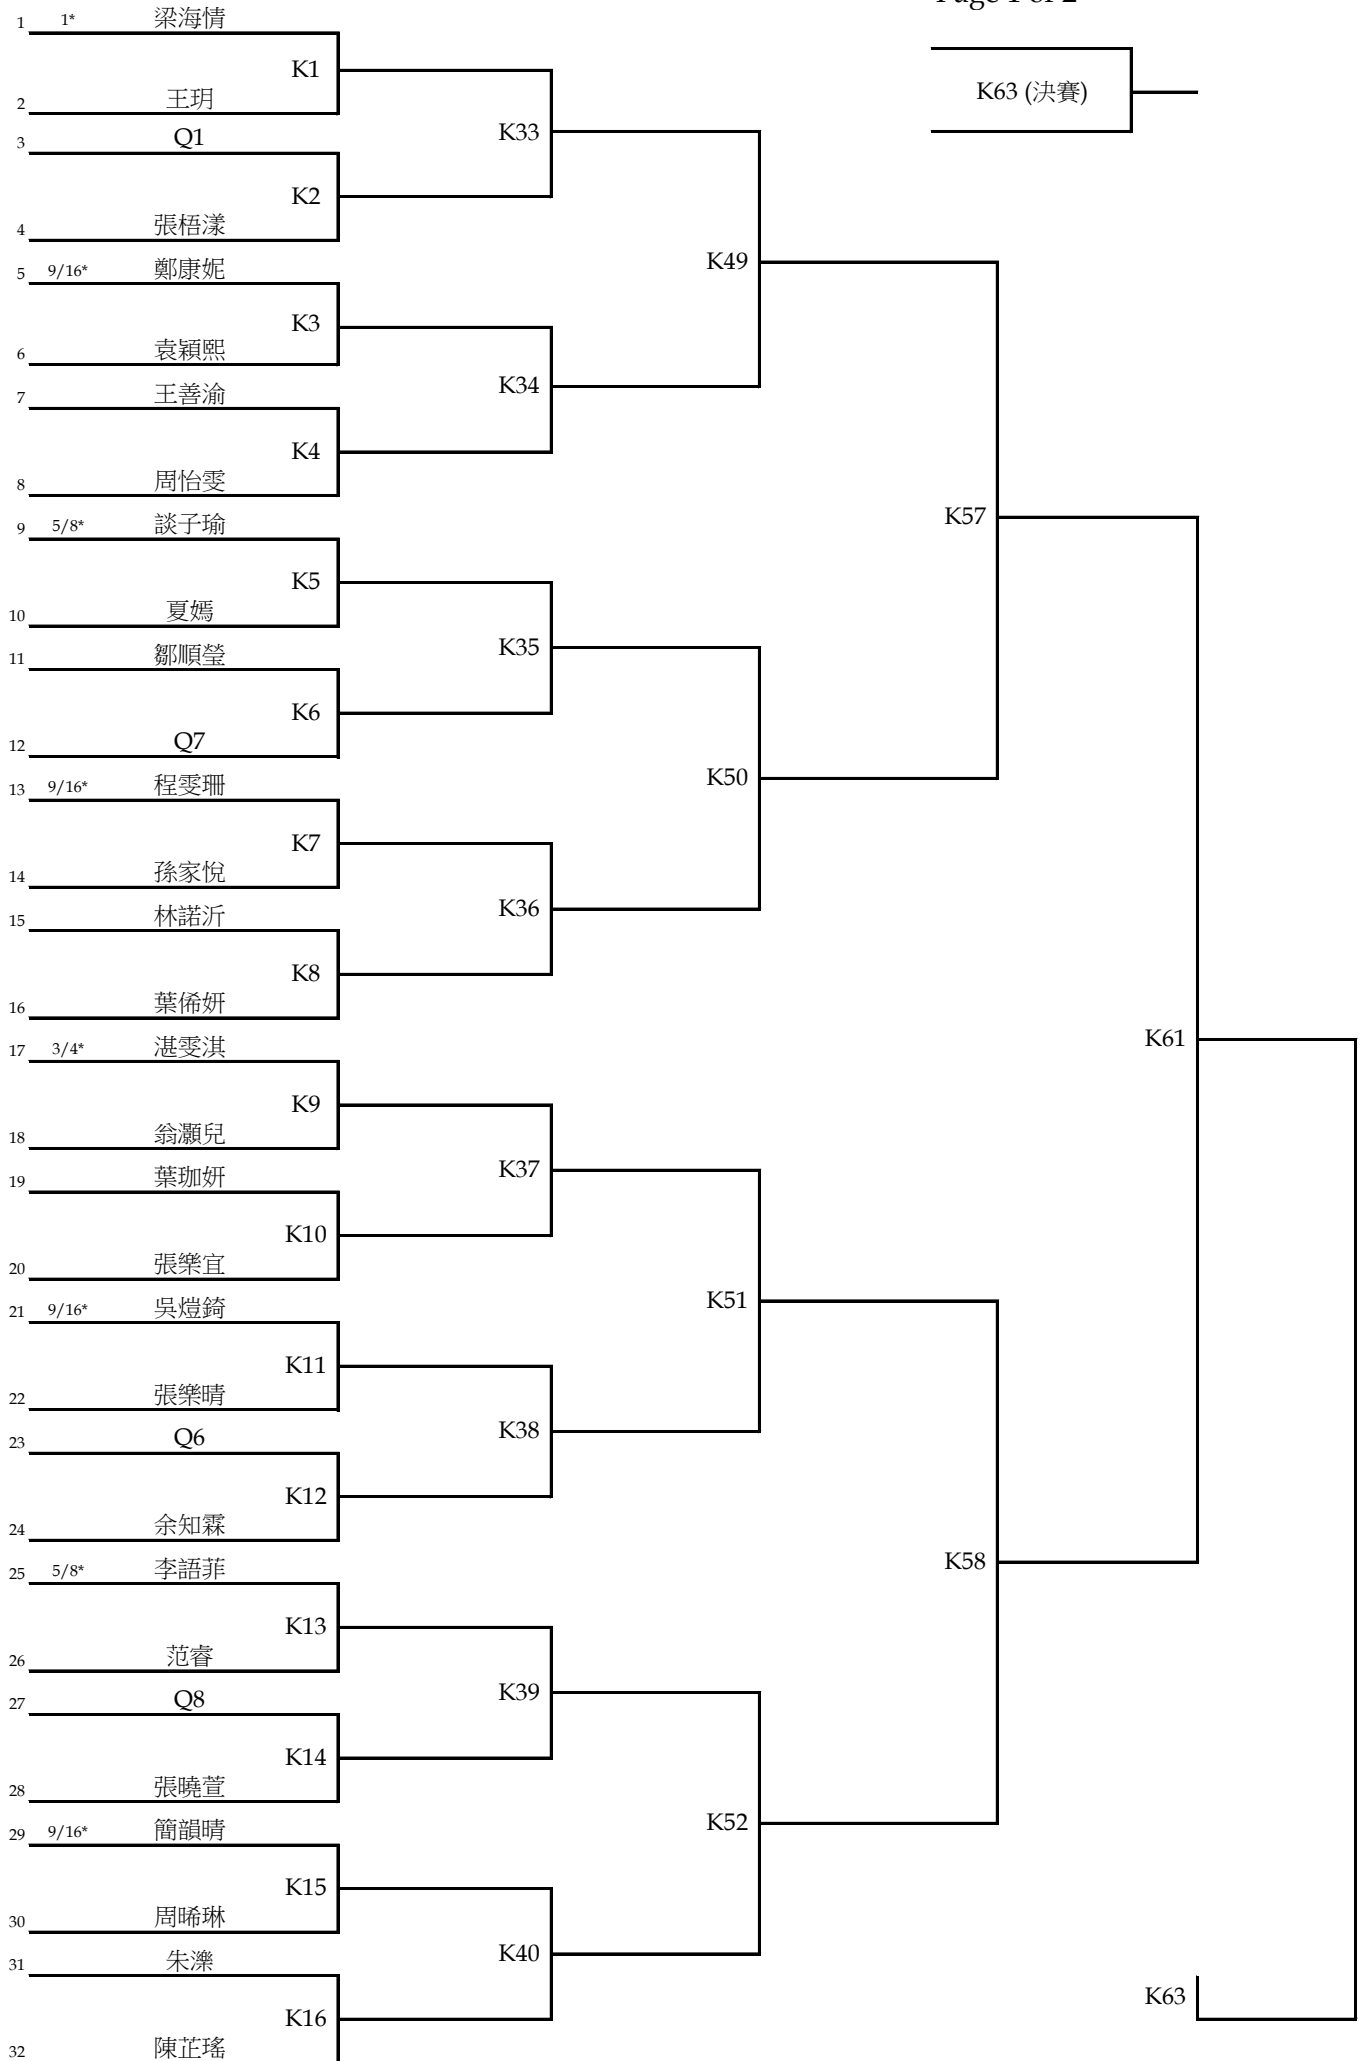 Page 1 of 2
1 1* 梁海情
K1
2 王玥
3 Q1
K33
K63 (決賽)
K2
4 張梧漾
5 9/16* 鄭康妮
K49
K3
6 袁穎熙
7 王善渝
K34
K4
8 周怡雯
9 5/8* 談子瑜
K57
K5
10 夏嫣
11 鄒順瑩
K35
K6
12 Q7
13 9/16* 程雯珊
K50
K7
14 孫家悅
15 林諾沂
K36
K8
16 葉俙妍
17 3/4* 湛雯淇
K61
K9
18 翁灝兒
19 葉珈妍
K37
K10
20 張樂宜
21 9/16* 吳愷錡
K51
K11
22 張樂晴
23 Q6
K38
K12
24 余知霖
25 5/8* 李語菲
K58
K13
26 范睿
27 Q8
K39
K14
28 張曉萱
29 9/16* 簡韻晴
K52
K15
30 周晞琳
31 朱濼
K40
K63
K16
32 陳芷瑤